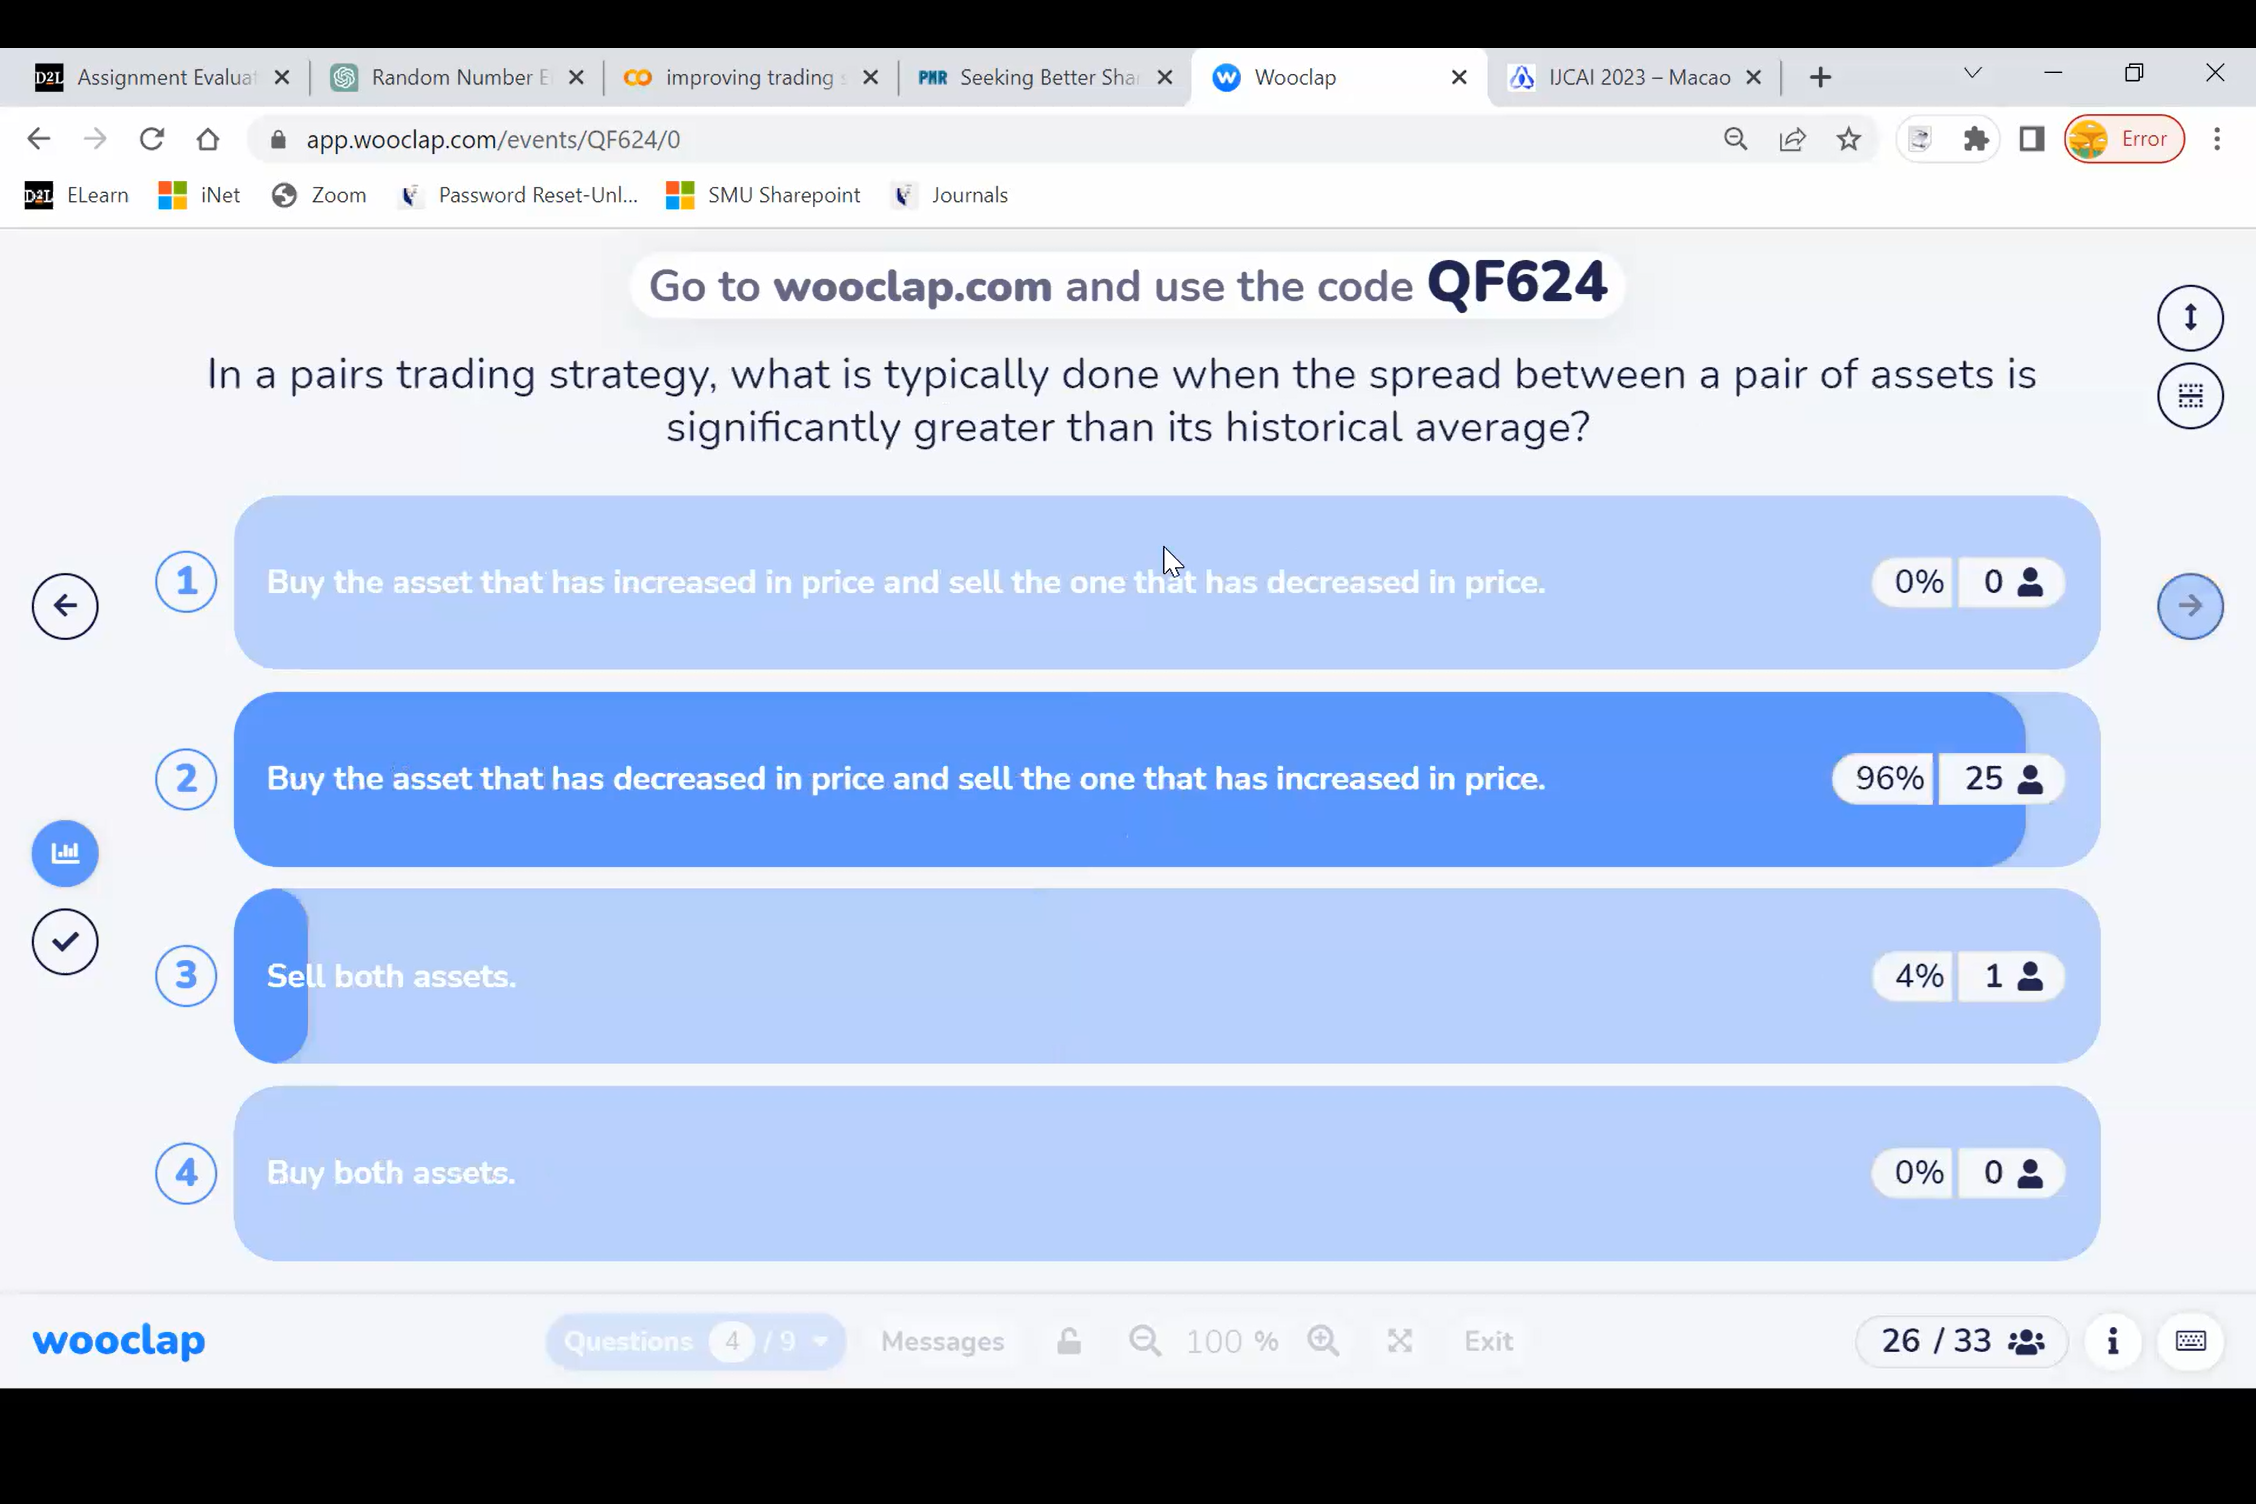 D2L Assignment Evaluat
Random Number E
improving trading s
PMR Seeking Better Sha
W Wooclap
IJCAI 2023 – Macao
app.wooclap.com/events/QF624/0
Error
D2L ELearn
iNet
Zoom
Password Reset-Unl...
SMU Sharepoint
Journals
Go to wooclap.com and use the code QF624
In a pairs trading strategy, what is typically done when the spread between a pair of assets is
significantly greater than its historical average?
1 Buy the asset that has increased in price and sell the one that has decreased in price. 0% 0
2 Buy the asset that has decreased in price and sell the one that has increased in price. 96% 25
3 Sell both assets. 4% 1
4 Buy both assets. 0% 0
wooclap
Questions 4 / 9
Messages
100 %
Exit
26 / 33
i